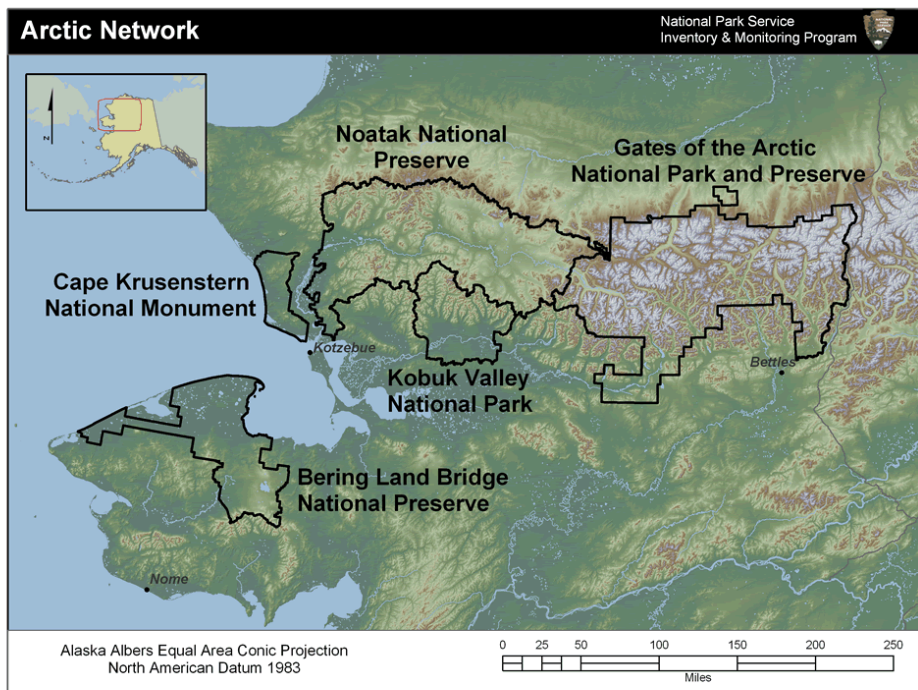 Arctic Network
National Park Service
Inventory & Monitoring Program
N
Noatak National
Preserve
Gates of the Arctic
National Park and Preserve
Cape Krusenstern
National Monument
Kotzebue
Kobuk Valley
National Park
Bettles
Bering Land Bridge
National Preserve
Nome
Alaska Albers Equal Area Conic Projection
North American Datum 1983
0 25 50 100 150 200 250
Miles